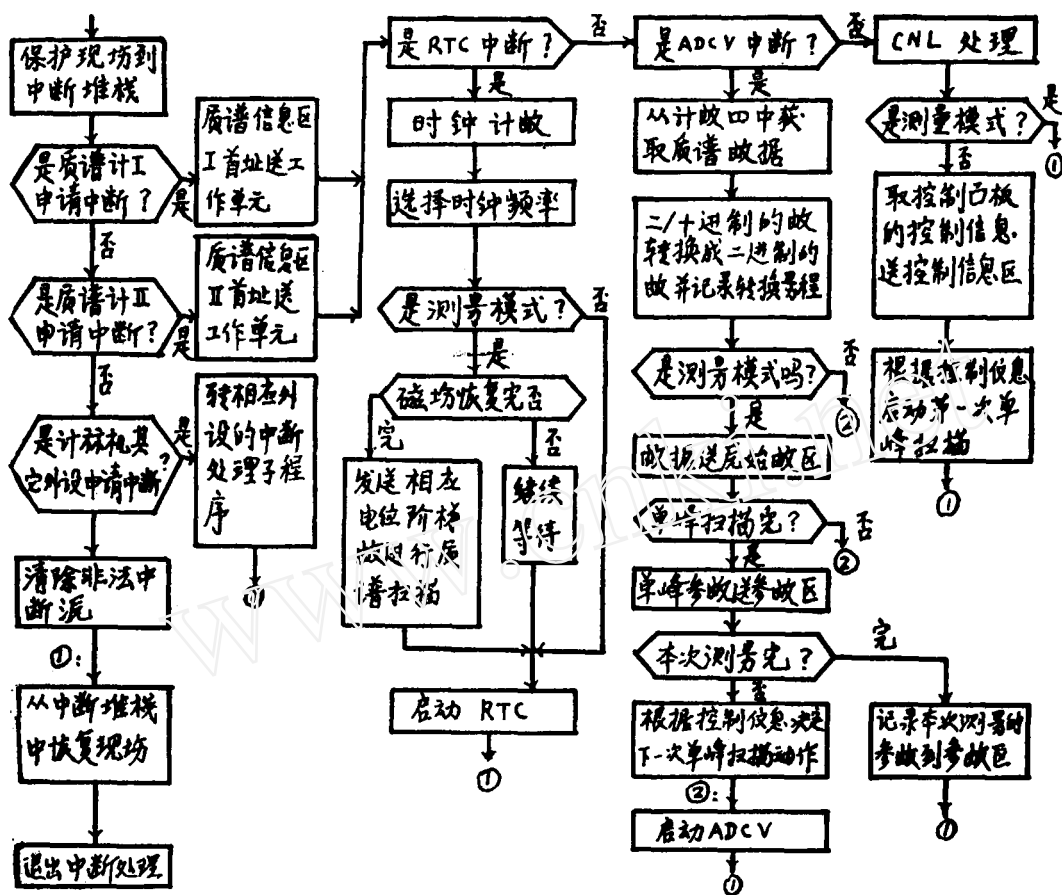 保护现场到
中断堆栈
是质谱计I
申请中断?
是
否
质谱信息区
I首址送工
作单元
是质谱计II
申请中断?
是
否
质谱信息区
II首址送
工作单元
是计祘机其
它外设申请中断?
是
否
转相应外
设的中断
处理子程
序
①
清除非法中
断源
①:
从中断堆栈
中恢复现场
退出中断处理
是RTC中断?
否
是
时钟计数
选择时钟频率
是测量模式?
否
是
磁场恢复完否
完
否
发送相应
电位阶梯
数进行质
谱扫描
继续
等待
启动 RTC
①
是ADCV中断?
否
是
从计数四中获
取质谱数据
二/十进制的数
转换成二进制的
数并记录转换量程
是测量模式吗?
否
②
是
数据送原始数区
单峰扫描完?
否
②
是
单峰参数送参数区
本次测量完?
完
否
根据控制信息决定
下一次单峰扫描动作
②:
启动ADCV
①
记录本次测量的
参数到参数区
①
CNL 处理
是测量模式?
是
①
否
取控制面板
的控制信息
送控制信息区
根据控制信息
启动第一次单
峰扫描
①
www.cnki.net